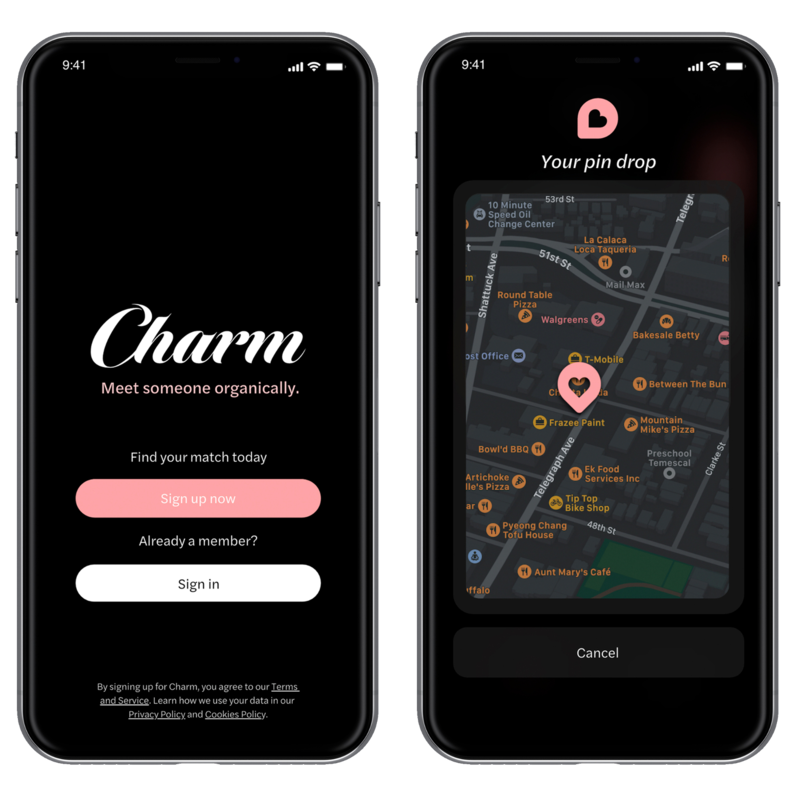 9:41
Charm
Meet someone organically.
Find your match today
Sign up now
Already a member?
Sign in
By signing up for Charm, you agree to our Terms
and Service. Learn how we use your data in our
Privacy Policy and Cookies Policy.
9:41
Your pin drop
53rd St
10 Minute
Speed Oil
Change Center
Telegr
La Calaca
Loca Taqueria
51st St
Shattuck Ave
Mail Max
Round Table
Pizza
Walgreens
Bakesale Betty
ost Office
T-Mobile
Between The Bun
Frazee Paint
Mountain
Mike's Pizza
Bowl'd BBQ
Telegraph Ave
Preschool
Temescal
Clarke St
Artichoke
lle's Pizza
Ek Food
Services Inc
ar
Tip Top
Bike Shop
Pyeong Chang
Tofu House
48th St
Aunt Mary's Café
ffalo
Cancel